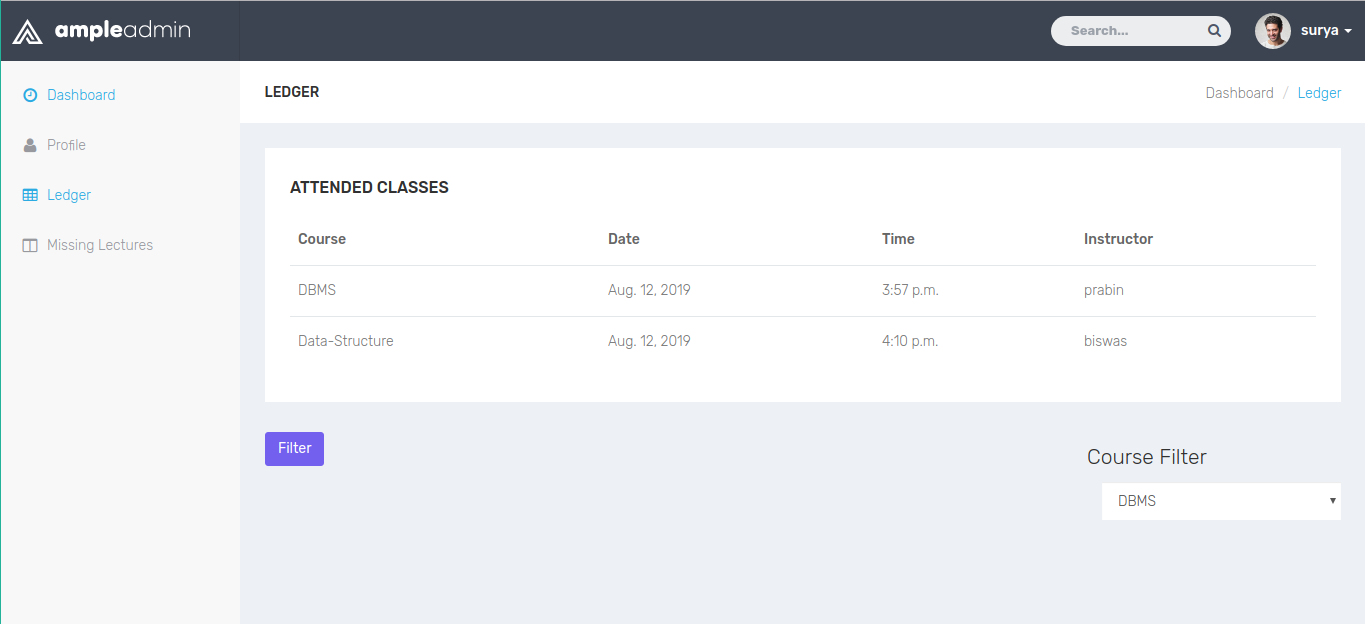 ampleadmin
Search...
surya
Dashboard
Profile
Ledger
Missing Lectures
LEDGER
Dashboard / Ledger
ATTENDED CLASSES
Course Date Time Instructor
DBMS Aug. 12, 2019 3:57 p.m. prabin
Data-Structure Aug. 12, 2019 4:10 p.m. biswas
Filter
Course Filter
DBMS